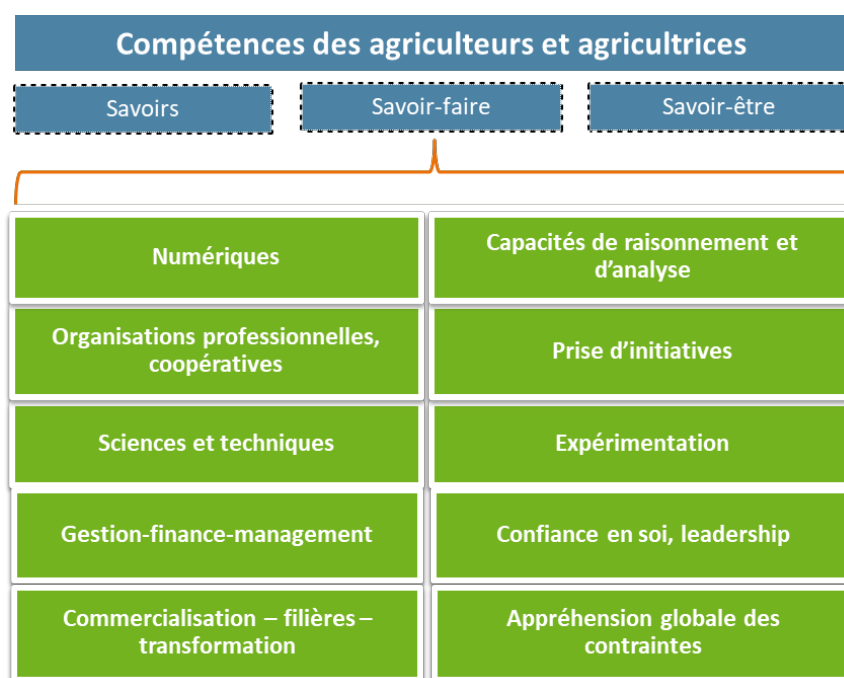 Compétences des agriculteurs et agricultrices
Savoirs
Savoir-faire
Savoir-être
Numériques
Capacités de raisonnement et
d'analyse
Organisations professionnelles,
coopératives
Prise d'initiatives
Sciences et techniques
Expérimentation
Gestion-finance-management
Confiance en soi, leadership
Commercialisation – filières –
transformation
Appréhension globale des
contraintes